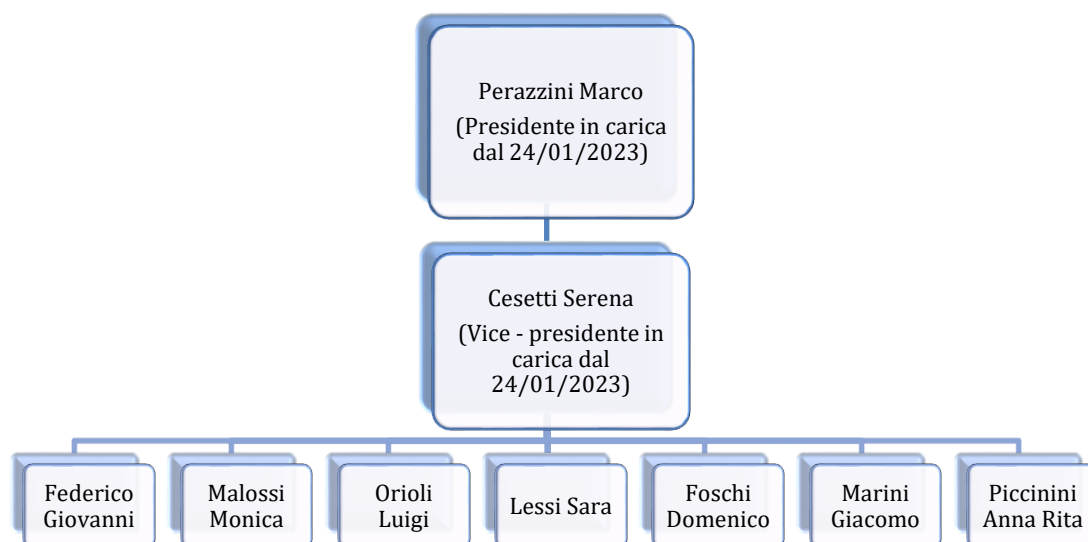 Perazzini Marco
(Presidente in carica
dal 24/01/2023)
Cesetti Serena
(Vice - presidente in
carica dal
24/01/2023)
Federico
Giovanni
Malossi
Monica
Orioli
Luigi
Lessi Sara
Foschi
Domenico
Marini
Giacomo
Piccinini
Anna Rita